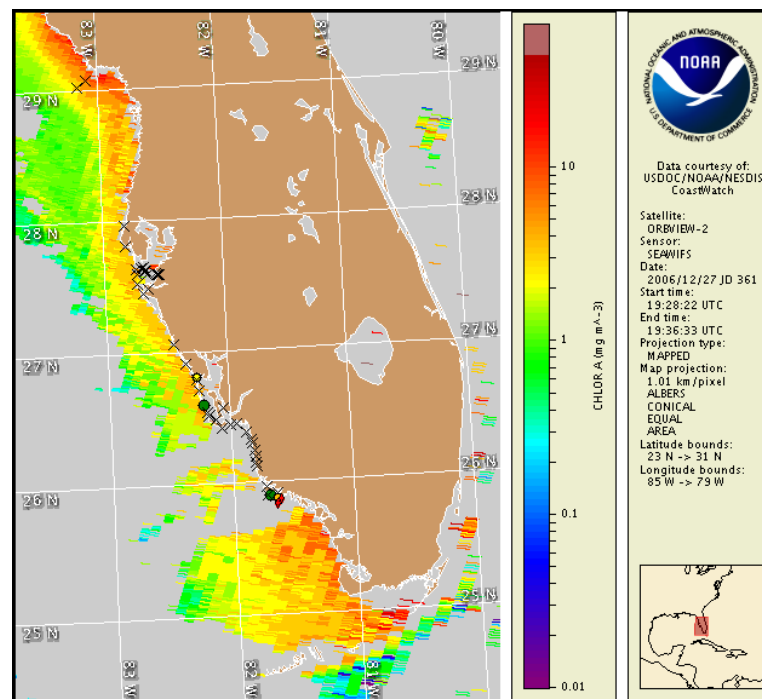 83 W
82 W
81 W
80 W
29 N
29 N
28 N
28 N
27 N
27 N
26 N
26 N
25 N
25 N
83 W
82 W
81 W
10
1
0.1
0.01
CHLOR A (mg m^-3)
NATIONAL OCEANIC AND ATMOSPHERIC ADMINISTRATION
NOAA
U.S. DEPARTMENT OF COMMERCE
Data courtesy of:
USDOC/NOAA/NESDIS
CoastWatch
Satellite:
ORBVIEW-2
Sensor:
SEAWIFS
Date:
2006/12/27 JD 361
Start time:
19:28:22 UTC
End time:
19:36:33 UTC
Projection type:
MAPPED
Map projection:
1.01 km/pixel
ALBERS
CONICAL
EQUAL
AREA
Latitude bounds:
23 N -> 31 N
Longitude bounds:
85 W -> 79 W